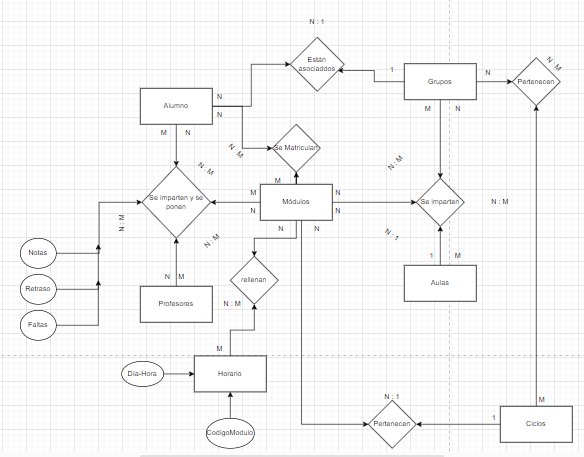 N : 1
Están
asociaddos
1
Grupos
N
Pertenecen
N : M
N
Alumno
N
M
N
M
N
N : M
Se Matriculan
N : M
N : M
M
Se imparten y se
ponen
M
N
Módulos
N
N
Se imparten
N : M
N : M
N : M
N : 1
N
N
Notas
1
M
Retraso
N
M
rellenan
Aulas
Profesores
N : M
Faltas
M
Día-Hora
Horario
N : 1
M
1
CodigoModulo
Pertenecen
Ciclos